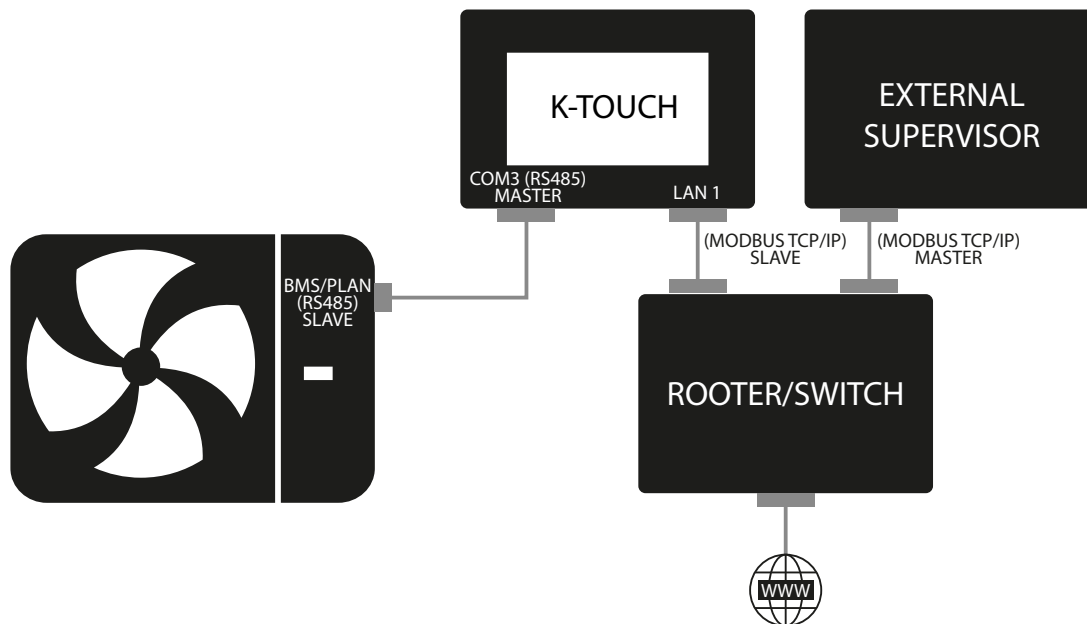 K-TOUCH
COM3 (RS485)
MASTER
LAN 1
EXTERNAL
SUPERVISOR
(MODBUS TCP/IP)
SLAVE
(MODBUS TCP/IP)
MASTER
BMS/PLAN
(RS485)
SLAVE
ROOTER/SWITCH
WWW